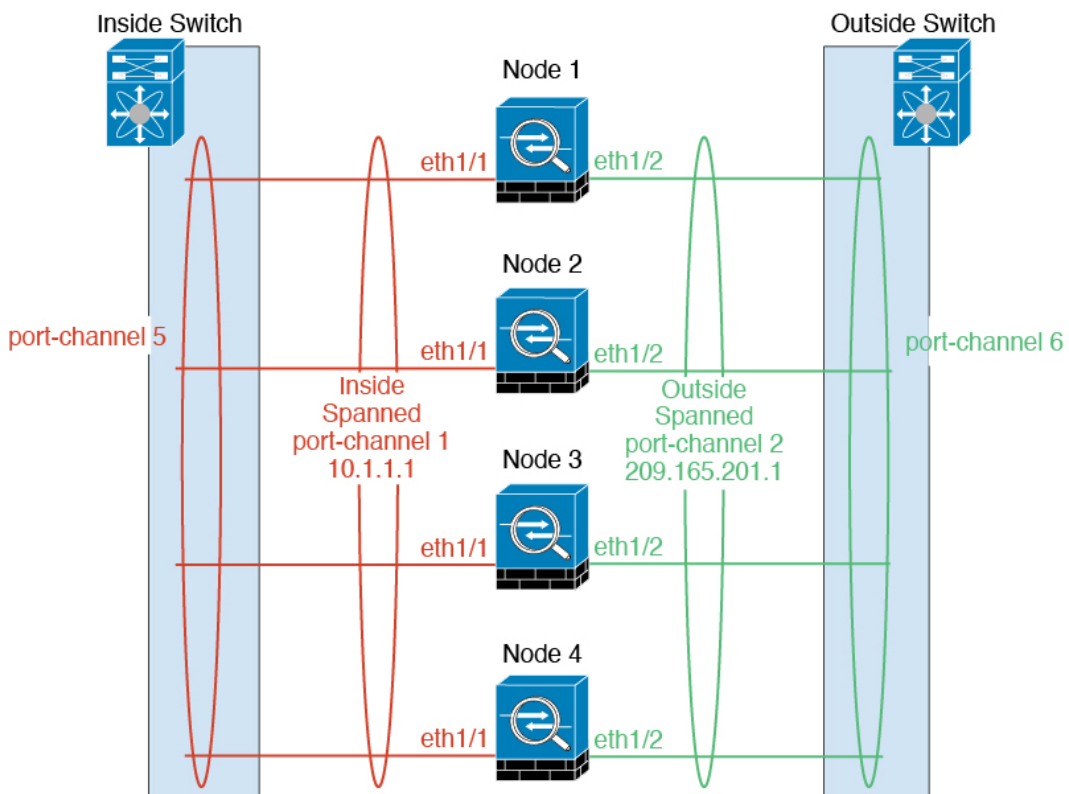 Inside Switch
Outside Switch
Node 1
eth1/1
eth1/2
Node 2
port-channel 5
eth1/1
eth1/2
port-channel 6
Inside
Spanned
port-channel 1
10.1.1.1
Outside
Spanned
port-channel 2
209.165.201.1
Node 3
eth1/1
eth1/2
Node 4
eth1/1
eth1/2